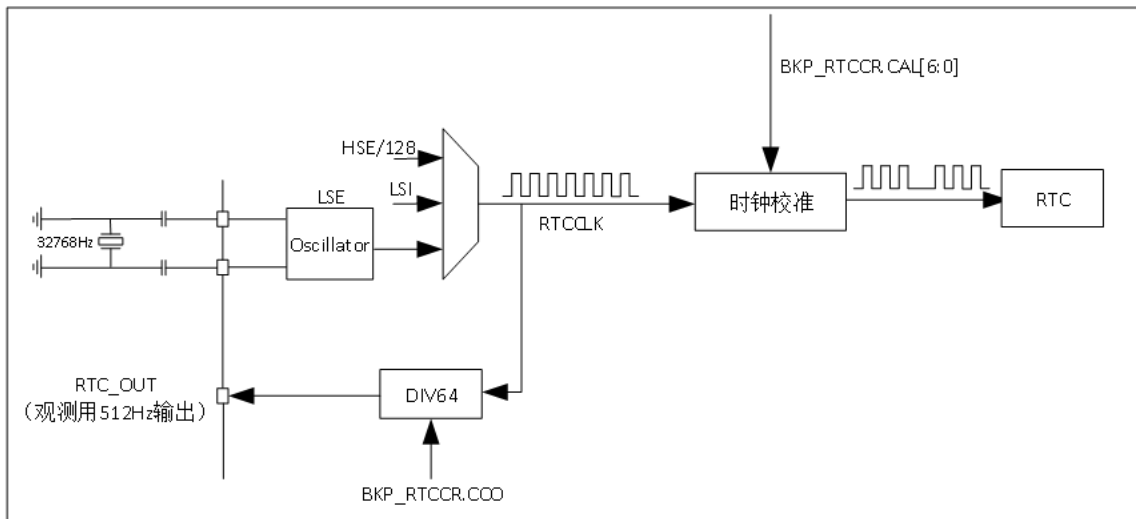 BKP_RTCCR.CAL[6:0]
HSE/128
LSI
LSE
Oscillator
32768Hz
RTCCLK
时钟校准
RTC
RTC_OUT
（观测用512Hz输出）
DIV64
BKP_RTCCR.CCO